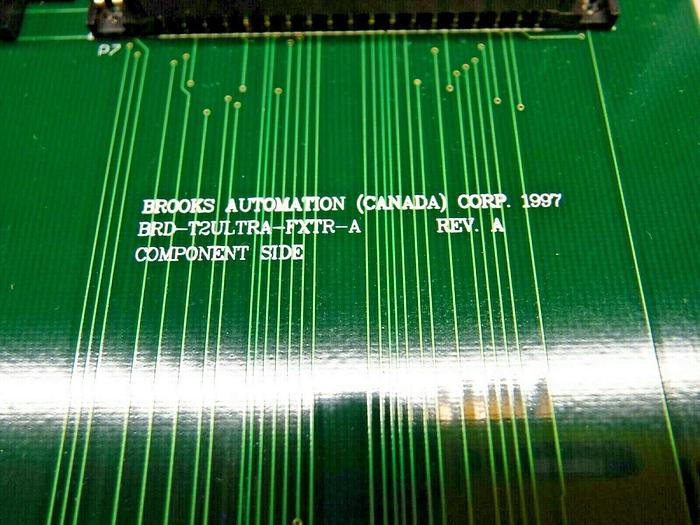 P7
BROOKS AUTOMATION (CANADA) CORP. 1997
BRD-T2ULTRA-FXTR-A REV. A
COMPONENT SIDE